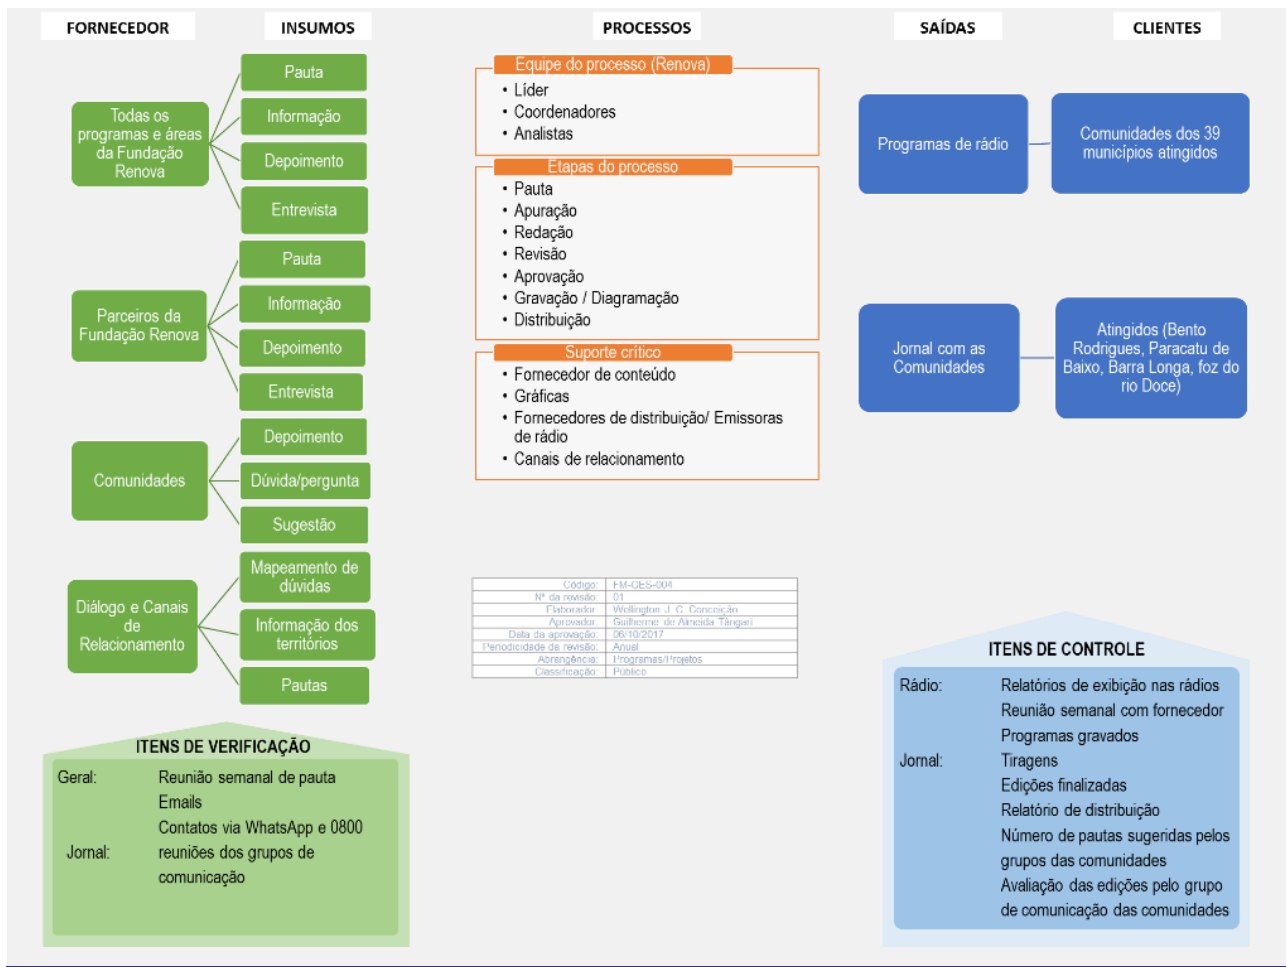 FORNECEDOR
INSUMOS
PROCESSOS
SAÍDAS
CLIENTES
Todas os
programas e áreas
da Fundação
Renova
Pauta
Informação
Depoimento
Entrevista
Parceiros da
Fundação Renova
Pauta
Informação
Depoimento
Entrevista
Comunidades
Depoimento
Dúvida/pergunta
Sugestão
Diálogo e Canais
de
Relacionamento
Mapeamento de
dúvidas
Informação dos
territórios
Pautas
ITENS DE VERIFICAÇÃO
Geral: Reunião semanal de pauta
Emails
Contatos via WhatsApp e 0800
Jornal: reuniões dos grupos de
comunicação
Equipe do processo (Renova)
• Líder
• Coordenadores
• Analistas
Etapas do processo
• Pauta
• Apuração
• Redação
• Revisão
• Aprovação
• Gravação / Diagramação
• Distribuição
Suporte crítico
• Fornecedor de conteúdo
• Gráficas
• Fornecedores de distribuição/ Emissoras
de rádio
• Canais de relacionamento
Código: FM-GES-004
Nº da revisão: 01
Elaborador: Wellington J. C. Conceição
Aprovador: Guilherme de Almeida Tângari
Data da aprovação: 06/10/2017
Periodicidade da revisão: Anual
Abrangência: Programas/Projetos
Classificação: Público
Programas de rádio
Comunidades dos 39
municípios atingidos
Jornal com as
Comunidades
Atingidos (Bento
Rodrigues, Paracatu de
Baixo, Barra Longa, foz do
rio Doce)
ITENS DE CONTROLE
Rádio: Relatórios de exibição nas rádios
Reunião semanal com fornecedor
Programas gravados
Jornal: Tiragens
Edições finalizadas
Relatório de distribuição
Número de pautas sugeridas pelos
grupos das comunidades
Avaliação das edições pelo grupo
de comunicação das comunidades